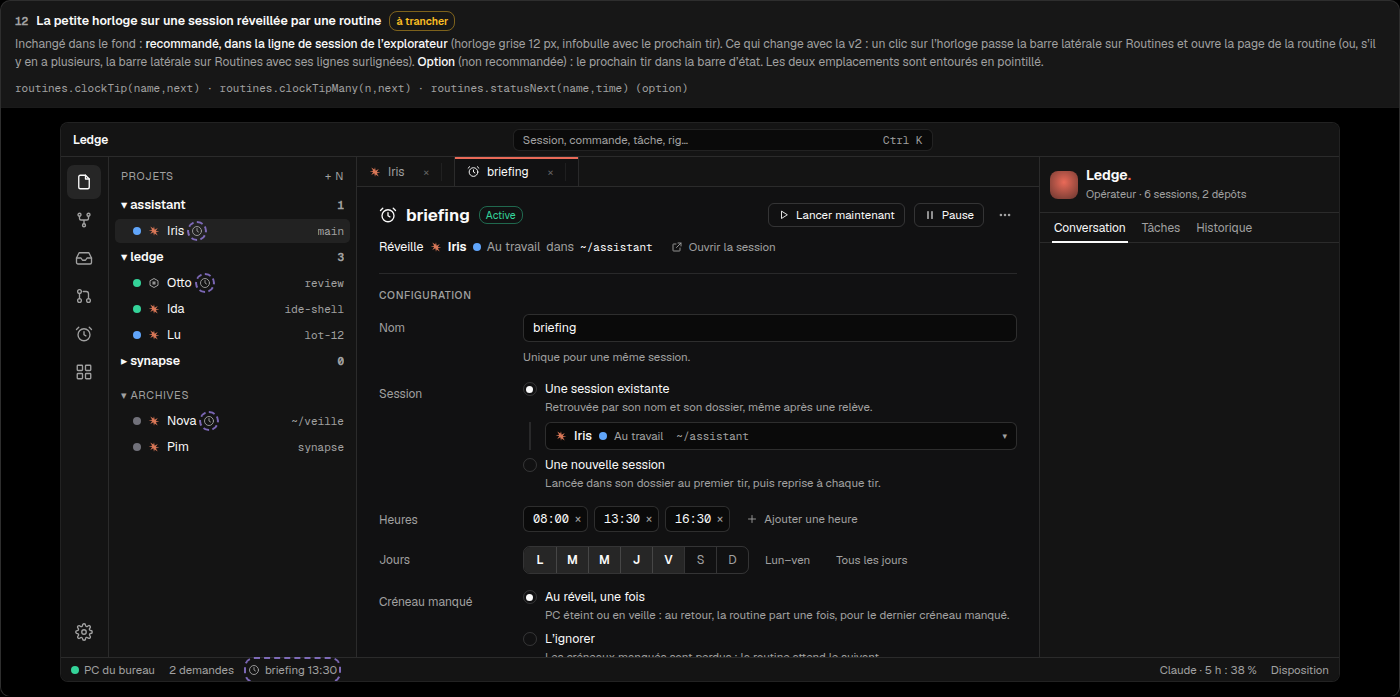 12 La petite horloge sur une session réveillée par une routine à trancher
Inchangé dans le fond : recommandé, dans la ligne de session de l'explorateur (horloge grise 12 px, infobulle avec le prochain tir). Ce qui change avec la v2 : un clic sur l'horloge passe la barre latérale sur Routines et ouvre la page de la routine (ou, s'il
y en a plusieurs, la barre latérale sur Routines avec ses lignes surlignées). Option (non recommandée) : le prochain tir dans la barre d'état. Les deux emplacements sont entourés en pointillé.
routines.clockTip(name,next) · routines.clockTipMany(n,next) · routines.statusNext(name,time) (option)
Ledge
Session, commande, tâche, rig… Ctrl K
PROJETS + N
▾ assistant 1
Iris main
▾ ledge 3
Otto review
Ida ide-shell
Lu lot-12
▸ synapse 0
▾ ARCHIVES
Nova ~/veille
Pim synapse
Iris ×
briefing ×
briefing Active
Lancer maintenant
Pause
Réveille Iris Au travail dans ~/assistant Ouvrir la session
CONFIGURATION
Nom briefing
Unique pour une même session.
Session Une session existante
Retrouvée par son nom et son dossier, même après une relève.
Iris Au travail ~/assistant ▾
Une nouvelle session
Lancée dans son dossier au premier tir, puis reprise à chaque tir.
Heures 08:00 × 13:30 × 16:30 × + Ajouter une heure
Jours L M M J V S D Lun–ven Tous les jours
Créneau manqué Au réveil, une fois
PC éteint ou en veille : au retour, la routine part une fois, pour le dernier créneau manqué.
L'ignorer
Les créneaux manqués sont perdus : la routine attend le suivant.
Ledge.
Opérateur · 6 sessions, 2 dépôts
Conversation Tâches Historique
PC du bureau 2 demandes briefing 13:30
Claude · 5 h : 38 % Disposition